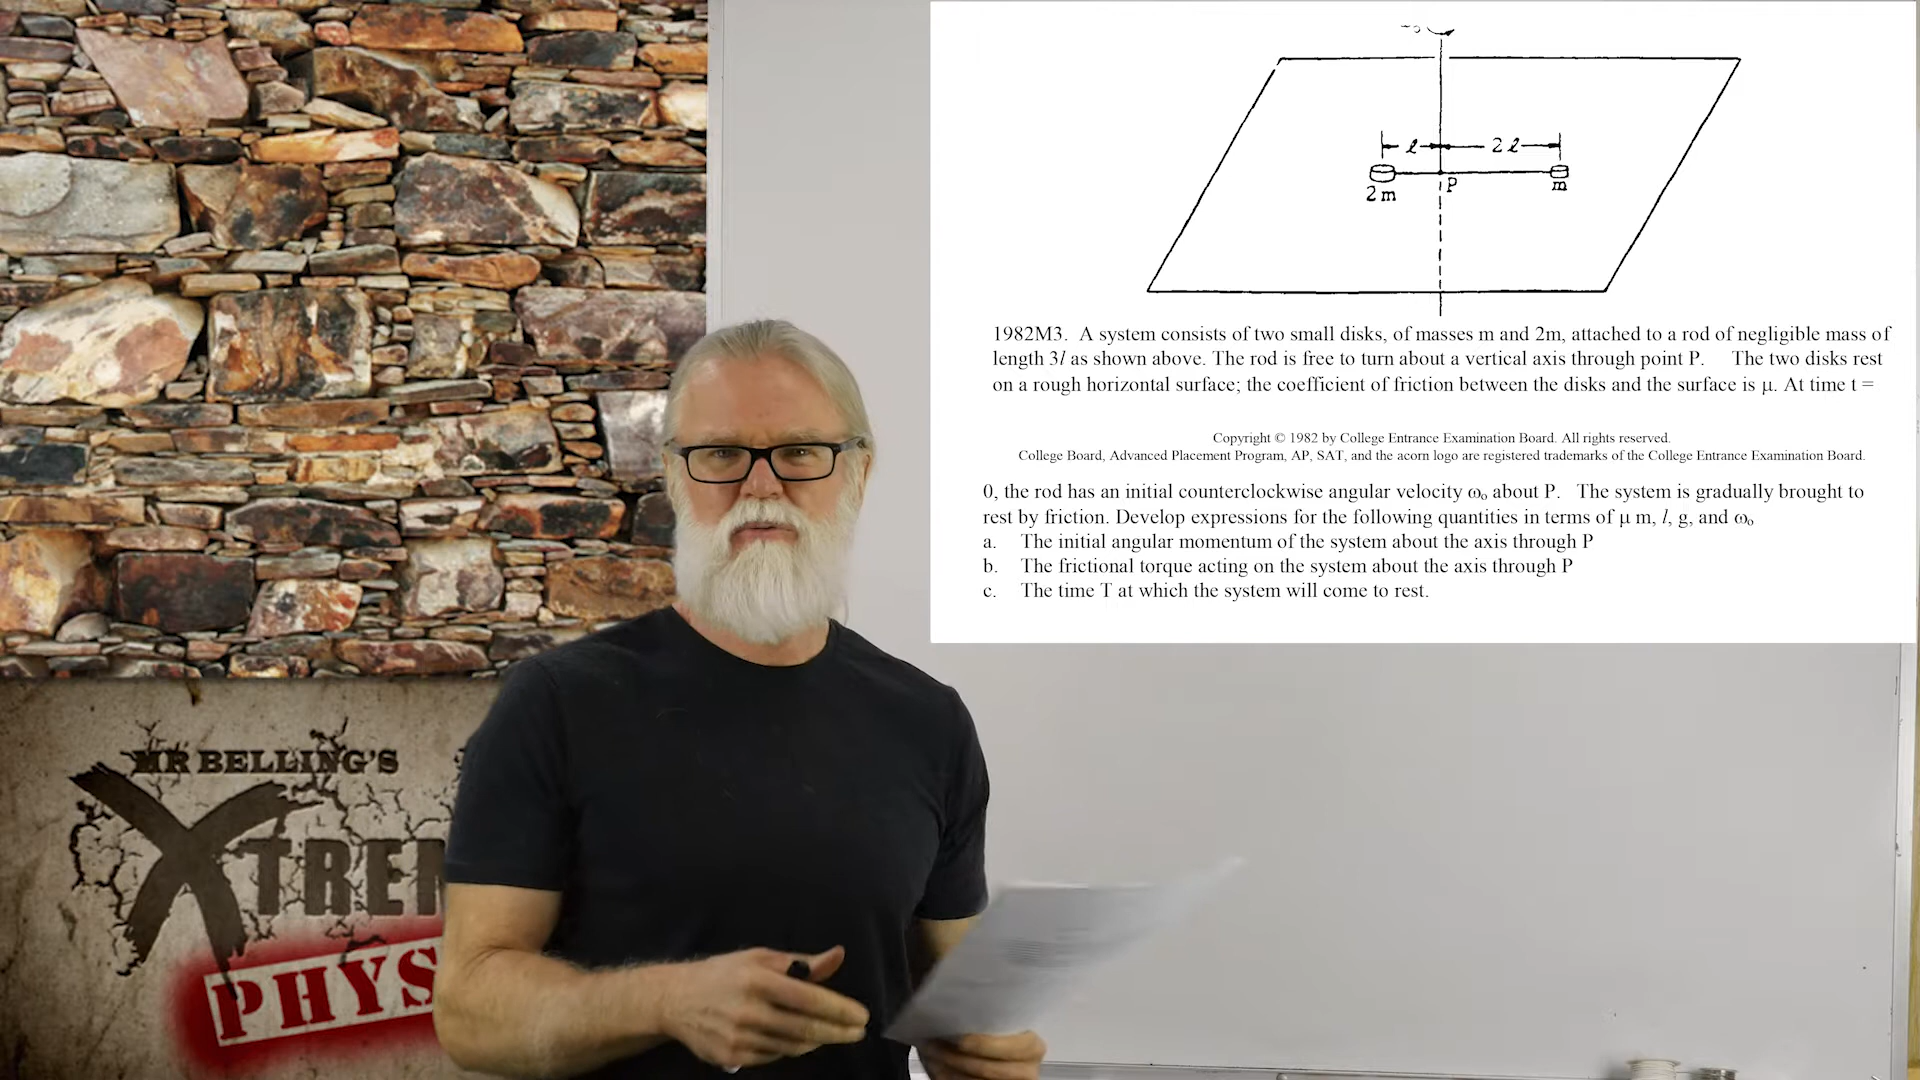 l
2 l
2 m
P
m
1982M3. A system consists of two small disks, of masses m and 2m, attached to a rod of negligible mass of
length 3l as shown above. The rod is free to turn about a vertical axis through point P. The two disks rest
on a rough horizontal surface; the coefficient of friction between the disks and the surface is μ. At time t =
Copyright © 1982 by College Entrance Examination Board. All rights reserved.
College Board, Advanced Placement Program, AP, SAT, and the acorn logo are registered trademarks of the College Entrance Examination Board.
0, the rod has an initial counterclockwise angular velocity ωₒ about P. The system is gradually brought to
rest by friction. Develop expressions for the following quantities in terms of μ m, l, g, and ωₒ
a. The initial angular momentum of the system about the axis through P
b. The frictional torque acting on the system about the axis through P
c. The time T at which the system will come to rest.
MR BELLING'S
XTREM
PHYS